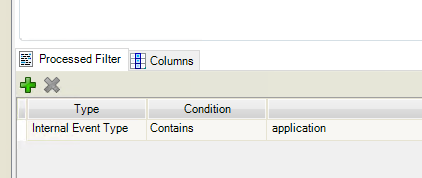 Processed Filter Columns
Type Condition
Internal Event Type Contains application